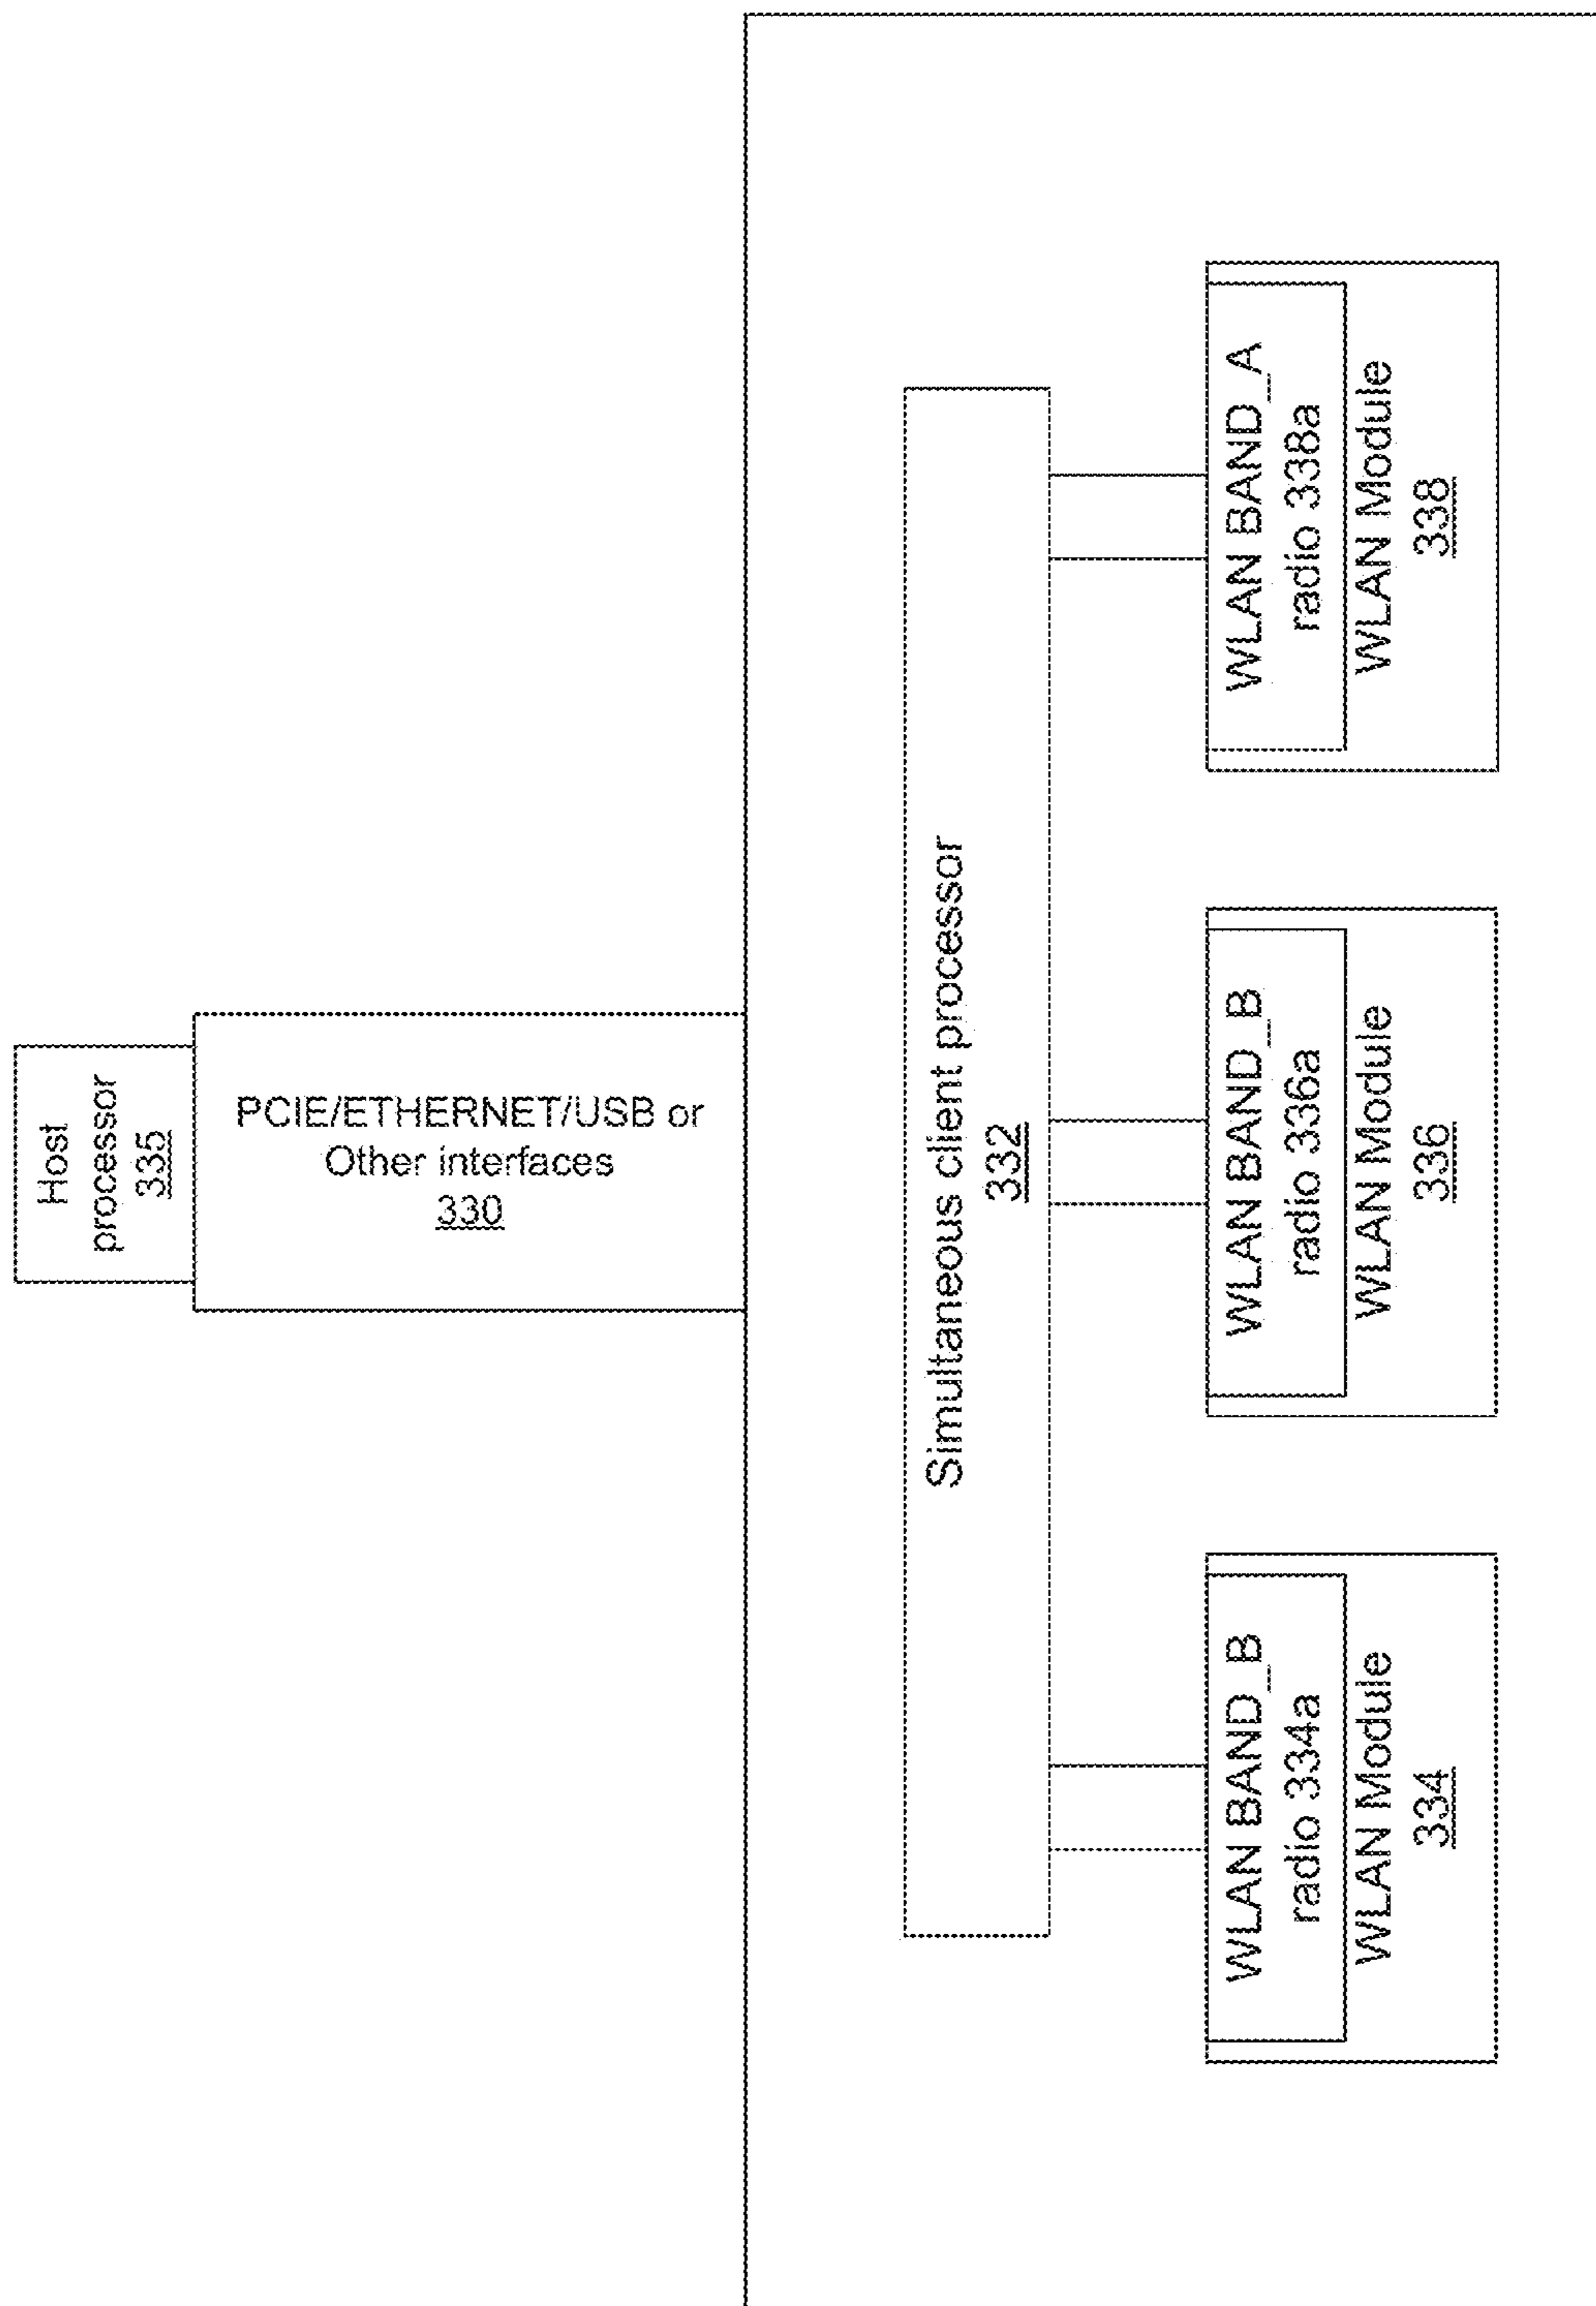 Host
processor
335
PCIE/ETHERNET/USB or
Other interfaces
330
Simultaneous client processor
332
WLAN BAND_B
radio 334a
WLAN Module
334
WLAN BAND_B
radio 336a
WLAN Module
336
WLAN BAND_A
radio 338a
WLAN Module
338